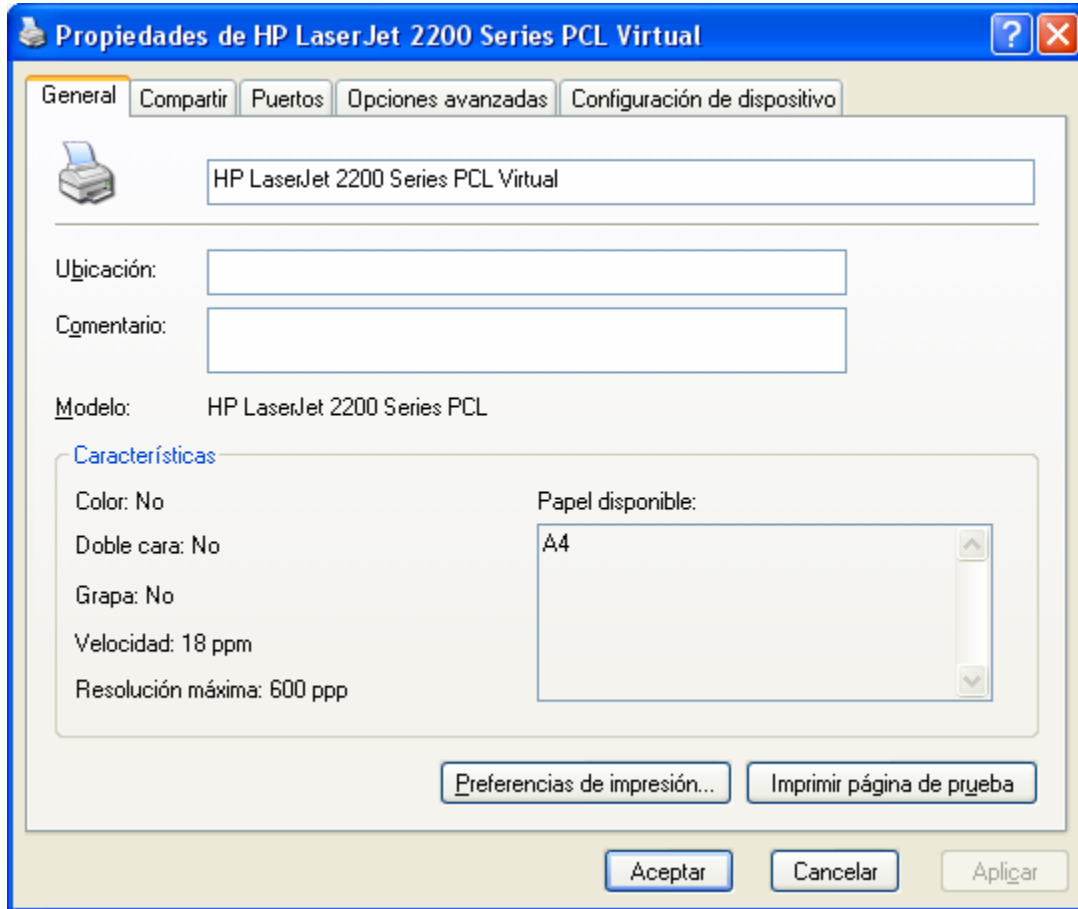 Propiedades de HP LaserJet 2200 Series PCL Virtual
General Compartir Puertos Opciones avanzadas Configuración de dispositivo
HP LaserJet 2200 Series PCL Virtual
Ubicación:
Comentario:
Modelo: HP LaserJet 2200 Series PCL
Características
Color: No Papel disponible:
Doble cara: No A4
Grapa: No
Velocidad: 18 ppm
Resolución máxima: 600 ppp
Preferencias de impresión... Imprimir página de prueba
Aceptar Cancelar Aplicar